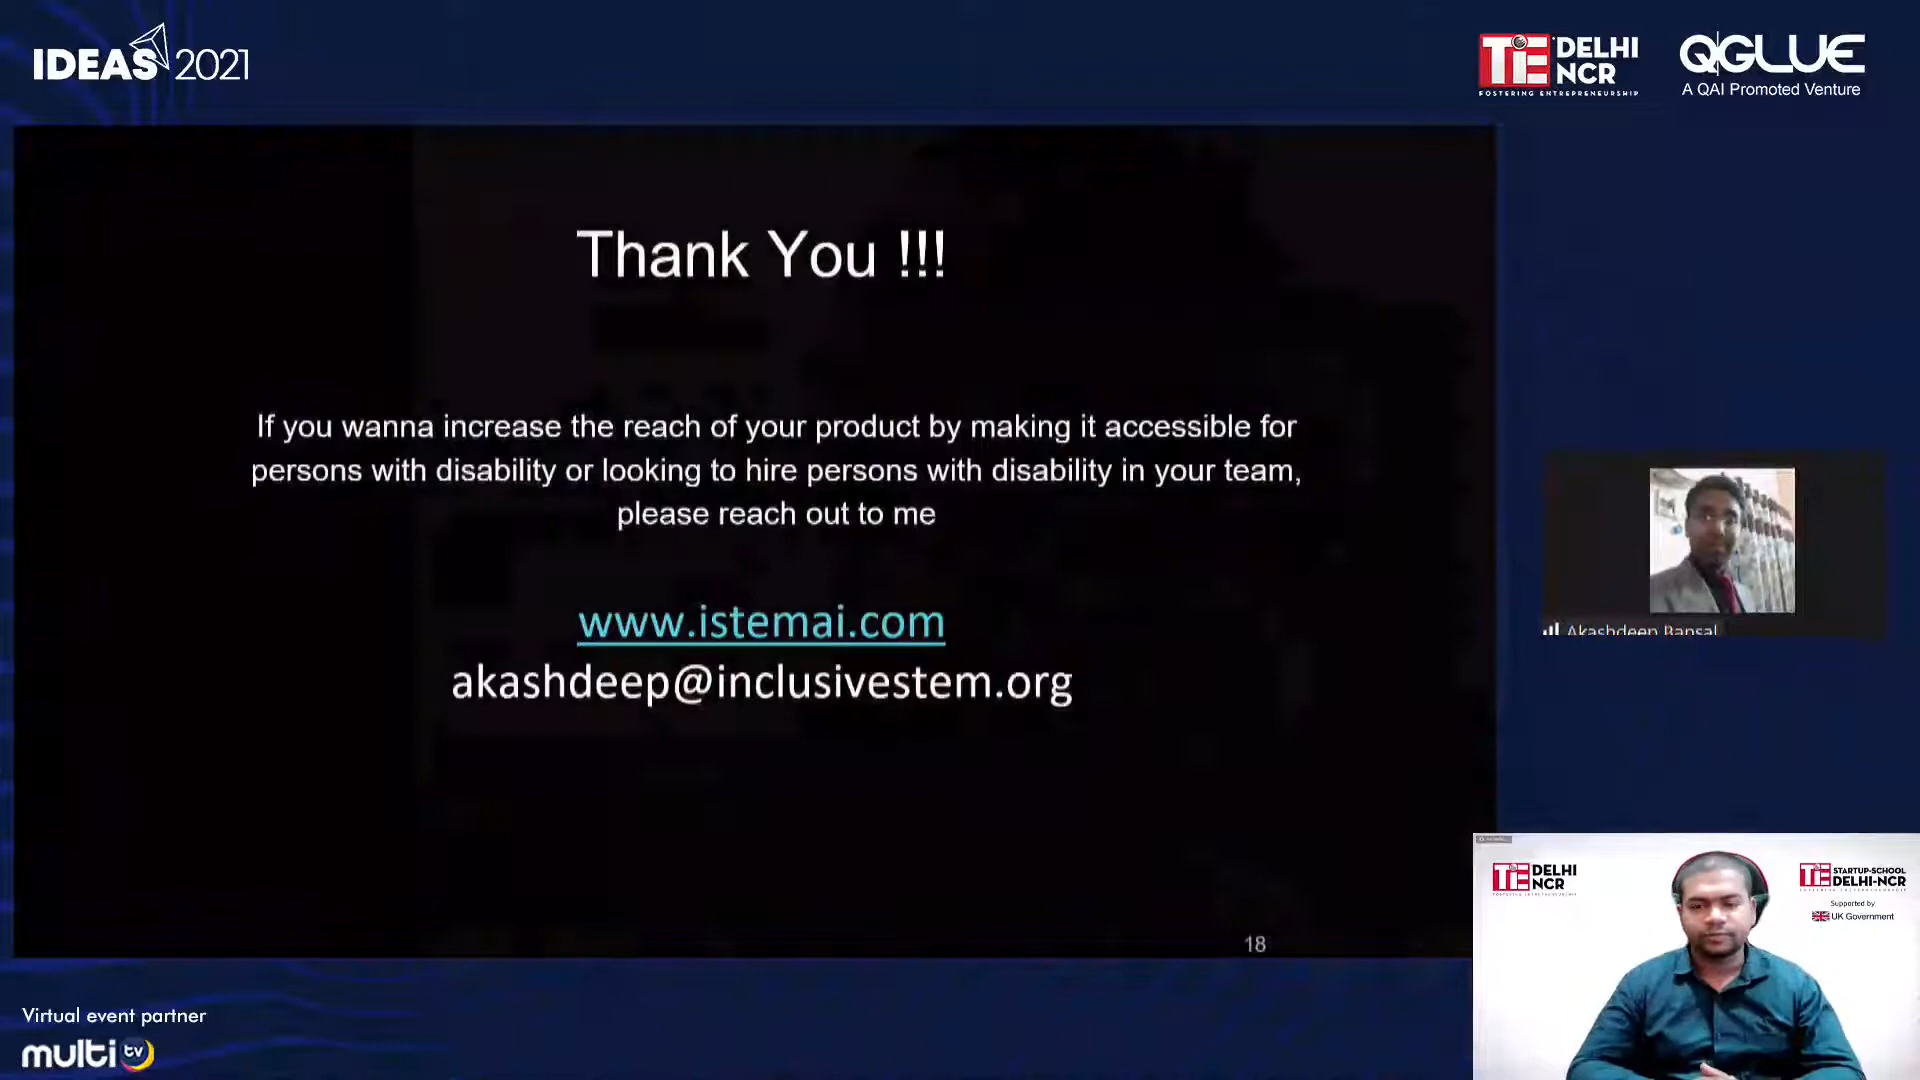 IDEAS 2021
TiE DELHI NCR
FOSTERING ENTREPRENEURSHIP
QGLUE
A QAI Promoted Venture
Thank You !!!
If you wanna increase the reach of your product by making it accessible for
persons with disability or looking to hire persons with disability in your team,
please reach out to me
www.istemai.com
akashdeep@inclusivestem.org
18
Akashdeep Bansal
TiE DELHI NCR
TiE STARTUP-SCHOOL
DELHI-NCR
Supported by
UK Government
Virtual event partner
multi tv